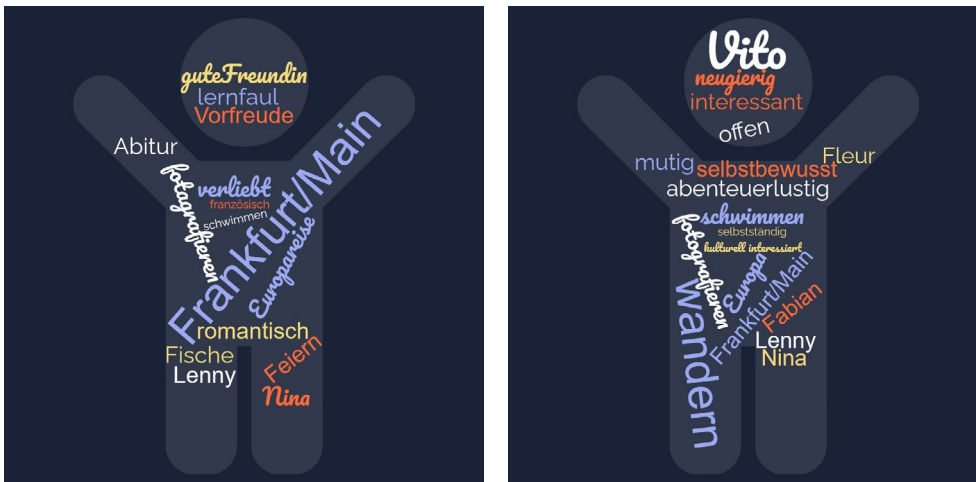 guteFreundin
lernfaul
Vorfreude
Abitur
fotagrafieren
verliebt
französisch
schwimmen
Frankfurt/Main
Europareise
romantisch
Fische
Lenny
Feiern
Nina
Vito
neugierig
interessant
offen
mutig
selbstbewusst
Fleur
abenteuerlustig
schwimmen
selbstständig
kulturell interessiert
fotografieren
Europa
Frankfurt/Main
wandern
Fabian
Lenny
Nina